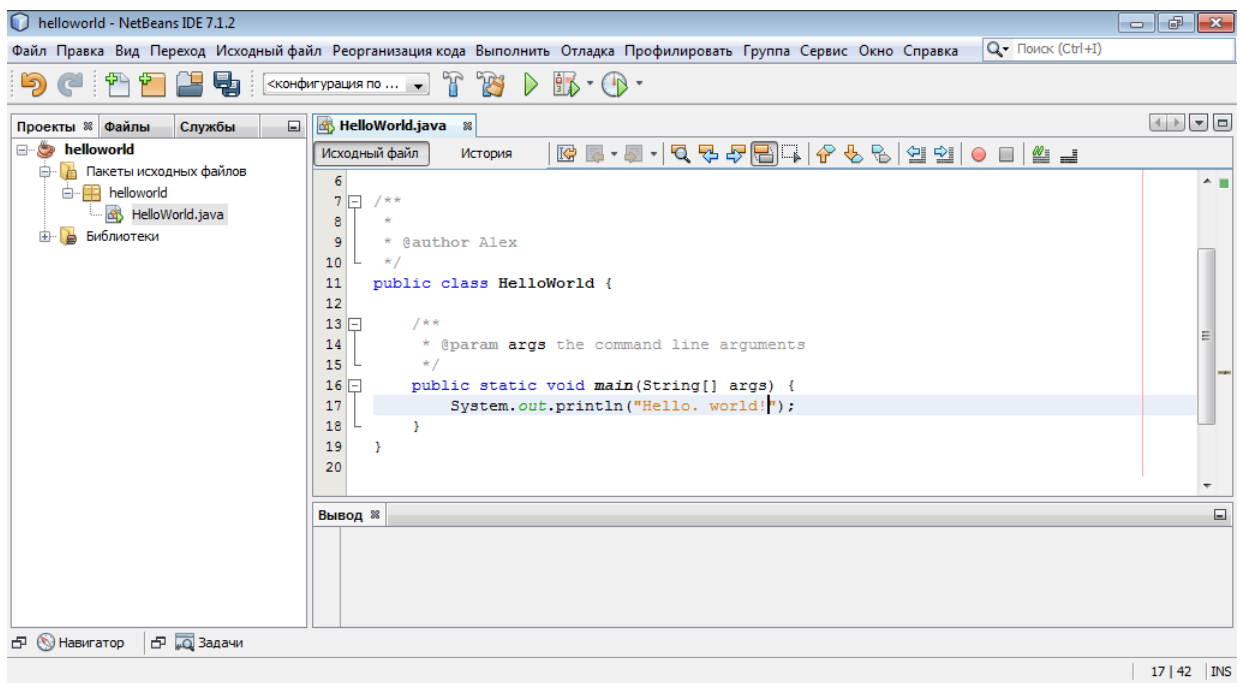 helloworld - NetBeans IDE 7.1.2
Файл Правка Вид Переход Исходный файл Реорганизация кода Выполнить Отладка Профилировать Группа Сервис Окно Справка Поиск (Ctrl+I)
<конфигурация по ...
Проекты Файлы Службы
helloworld
Пакеты исходных файлов
helloworld
HelloWorld.java
Библиотеки
HelloWorld.java
Исходный файл История
6
7 /**
8 *
9 * @author Alex
10 */
11 public class HelloWorld {
12
13 /**
14 * @param args the command line arguments
15 */
16 public static void main(String[] args) {
17 System.out.println("Hello. world!");
18 }
19 }
20
Вывод
Навигатор Задачи
17 | 42 INS